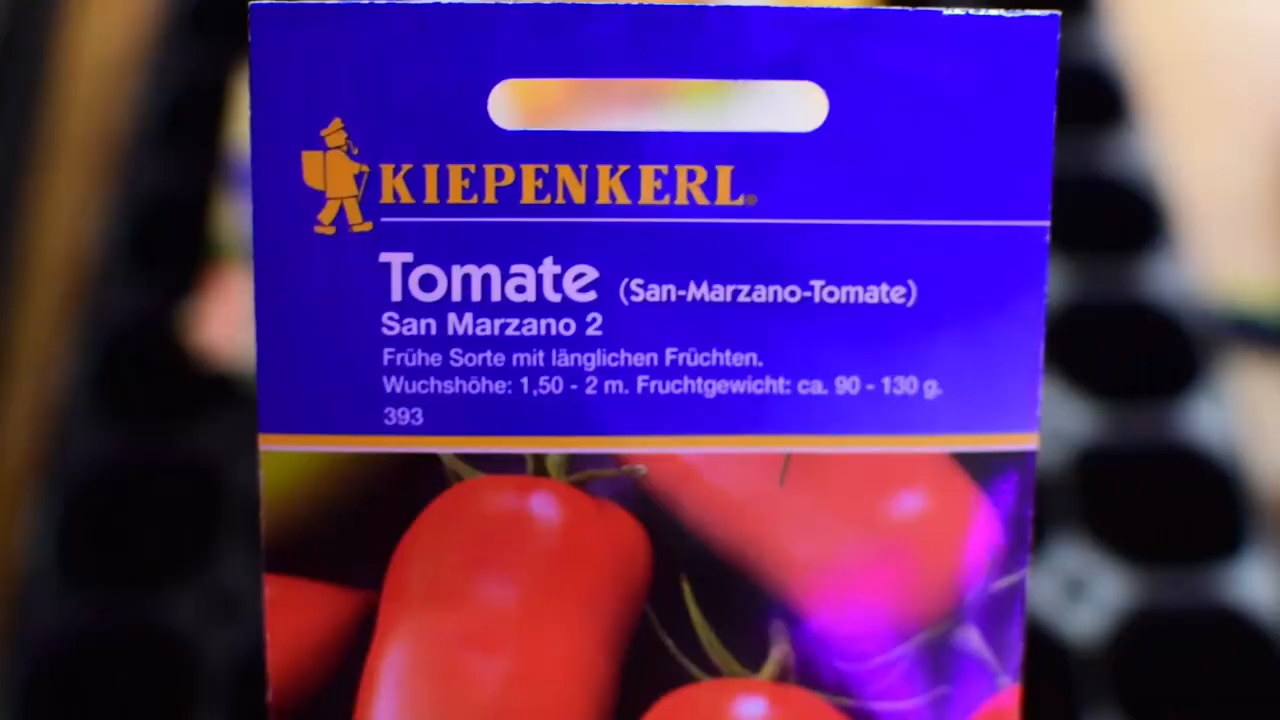 KIEPENKERL®
Tomate (San-Marzano-Tomate)
San Marzano 2
Frühe Sorte mit länglichen Früchten.
Wuchshöhe: 1,50 - 2 m. Fruchtgewicht: ca. 90 - 130 g.
393